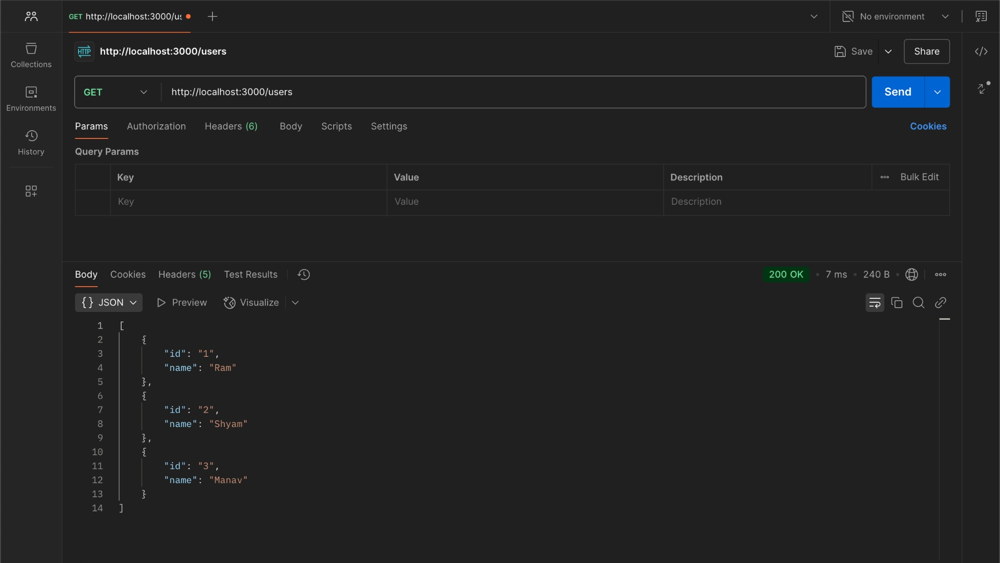 GET http://localhost:3000/us
No environment
Collections
Environments
History
HTTP http://localhost:3000/users
Save
Share
GET http://localhost:3000/users
Send
Params Authorization Headers (6) Body Scripts Settings Cookies
Query Params
Key Value Description ooo Bulk Edit
Key Value Description
Body Cookies Headers (5) Test Results 200 OK • 7 ms • 240 B •
{} JSON Preview Visualize
1 [
2 {
3 "id": "1",
4 "name": "Ram"
5 },
6 {
7 "id": "2",
8 "name": "Shyam"
9 },
10 {
11 "id": "3",
12 "name": "Manav"
13 }
14 ]